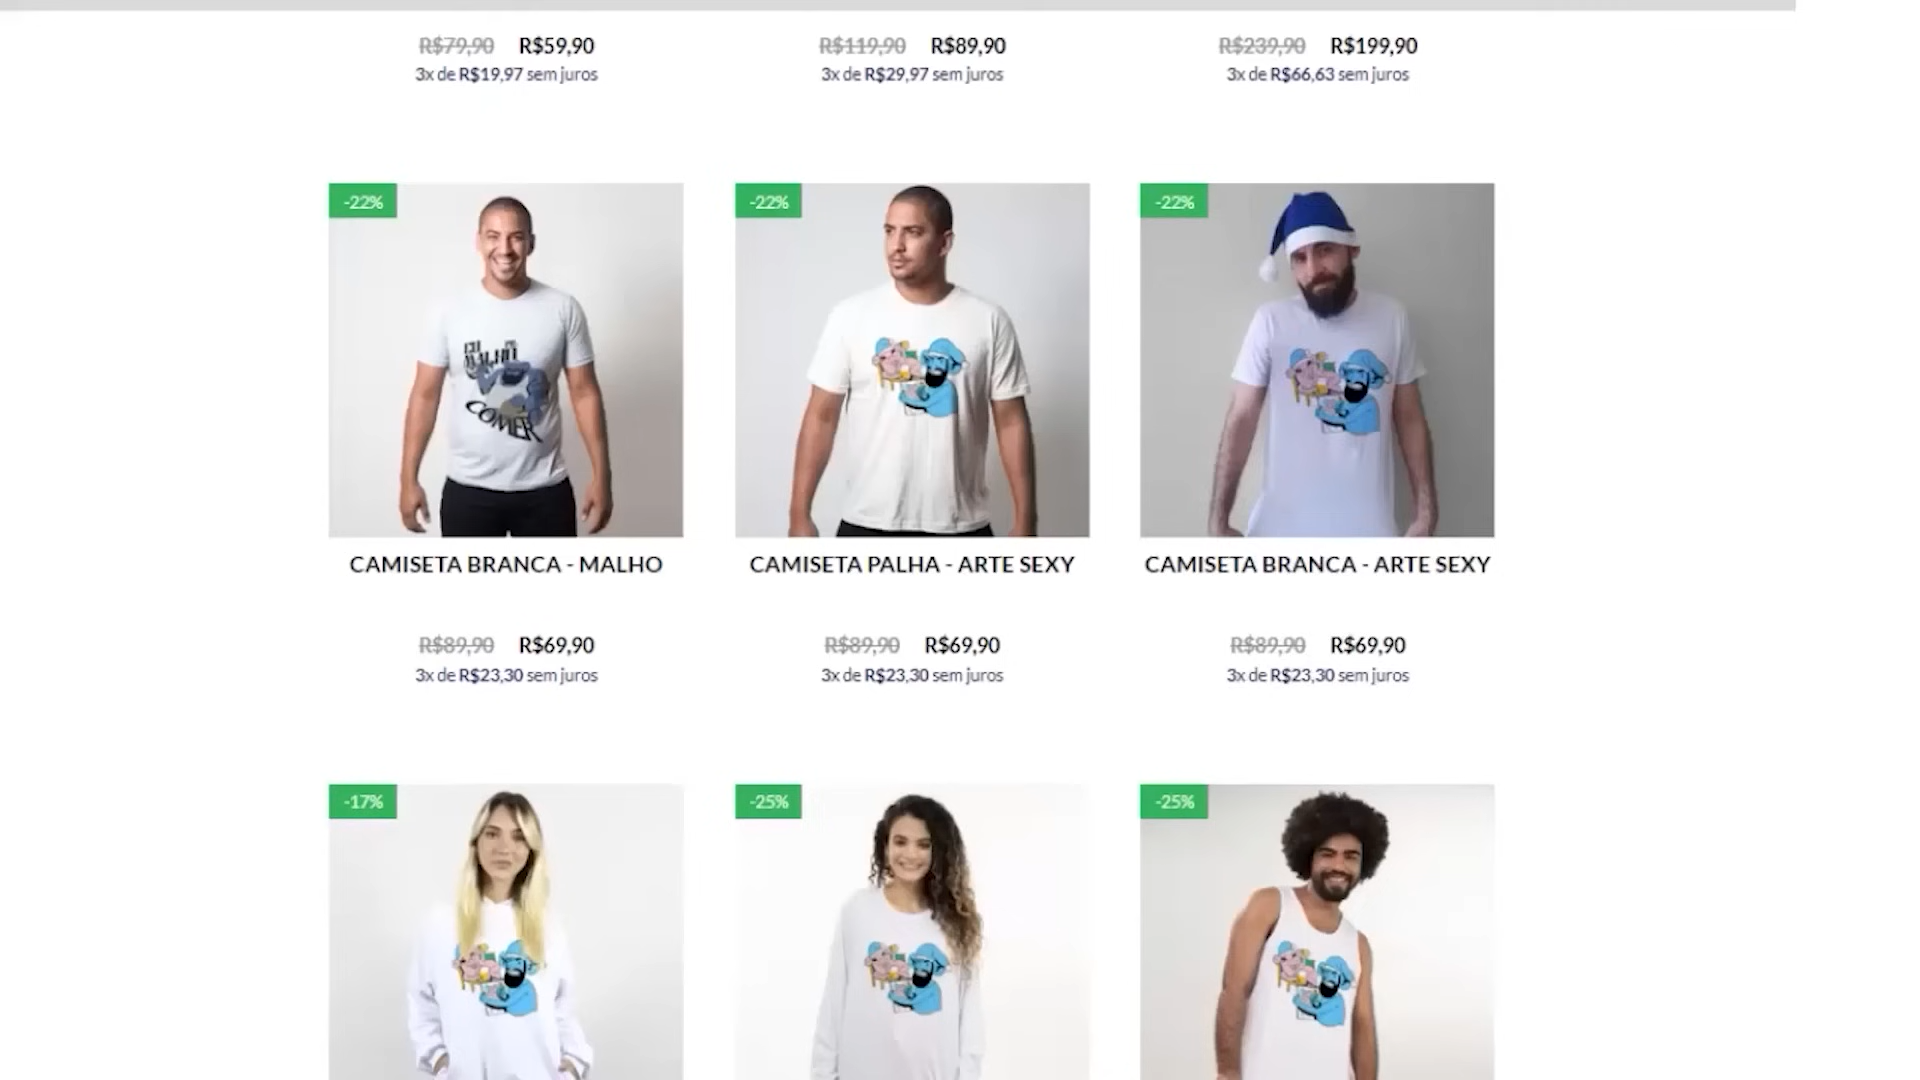 R$79,90 R$59,90
3x de R$19,97 sem juros
R$119,90 R$89,90
3x de R$29,97 sem juros
R$239,90 R$199,90
3x de R$66,63 sem juros
-22%
COMER
CAMISETA BRANCA - MALHO
R$89,90 R$69,90
3x de R$23,30 sem juros
-22%
CAMISETA PALHA - ARTE SEXY
R$89,90 R$69,90
3x de R$23,30 sem juros
-22%
CAMISETA BRANCA - ARTE SEXY
R$89,90 R$69,90
3x de R$23,30 sem juros
-17%
-25%
-25%